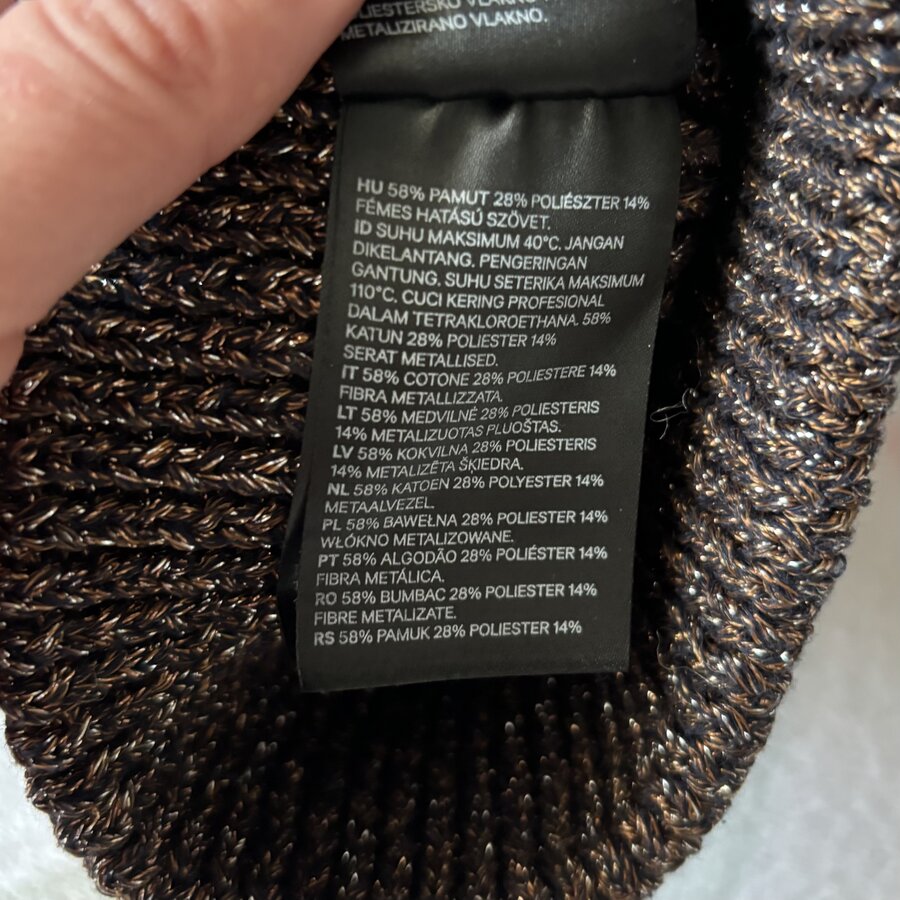 METALIZIRANO VLAKNO.
HU 58% PAMUT 28% POLIÉSZTER 14%
FÉMES HATÁSÚ SZÖVET.
ID SUHU MAKSIMUM 40°C. JANGAN
DIKELANTANG. PENGERINGAN
GANTUNG. SUHU SETERIKA MAKSIMUM
110°C. CUCI KERING PROFESIONAL
DALAM TETRAKLOROETHANA. 58%
KATUN 28% POLIESTER 14%
SERAT METALLISED.
IT 58% COTONE 28% POLIESTERE 14%
FIBRA METALLIZZATA.
LT 58% MEDVILNĖ 28% POLIESTERIS
14% METALIZUOTAS PLUOŠTAS.
LV 58% KOKVILNA 28% POLIESTERIS
14% METALIZĒTA ŠĶIEDRA.
NL 58% KATOEN 28% POLYESTER 14%
METAALVEZEL.
PL 58% BAWEŁNA 28% POLIESTER 14%
WŁÓKNO METALIZOWANE.
PT 58% ALGODÃO 28% POLIÉSTER 14%
FIBRA METÁLICA.
RO 58% BUMBAC 28% POLIESTER 14%
FIBRE METALIZATE.
RS 58% PAMUK 28% POLIESTER 14%